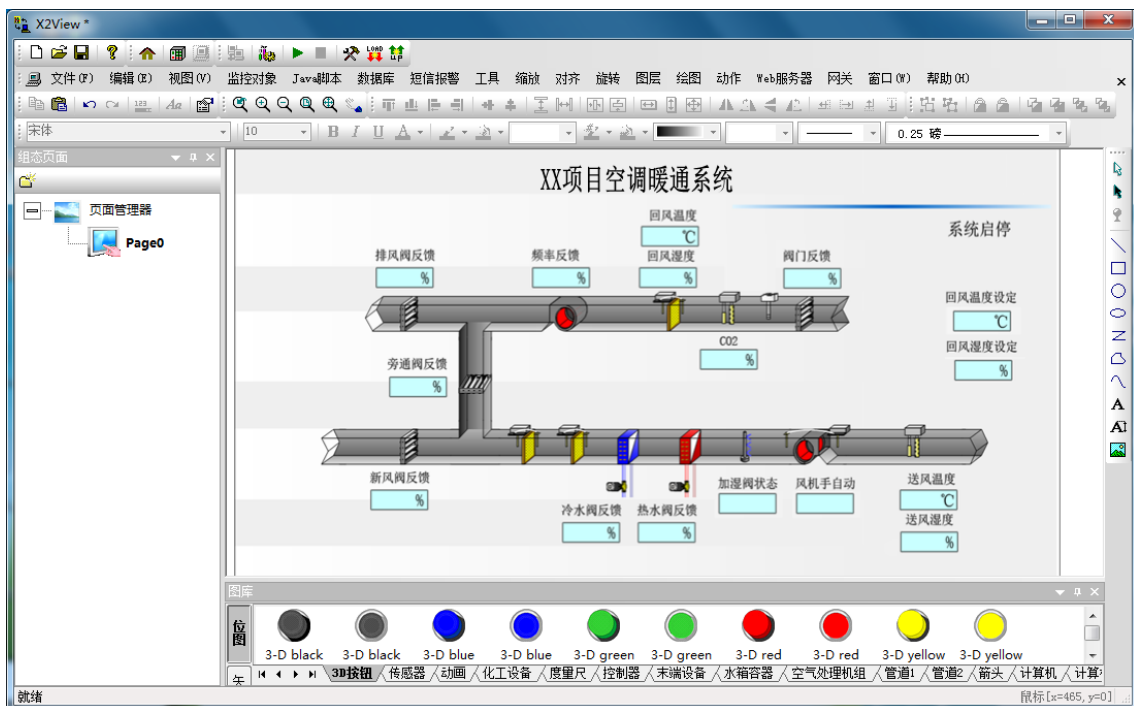 X2View *
LOAD
UP
文件(F) 编辑(E) 视图(V) 监控对象 Java脚本 数据库 短信报警 工具 缩放 对齐 旋转 图层 绘图 动作 Web服务器 网关 窗口(W) 帮助(H)
宋体 10 B I U A 0.25 磅
组态页面
页面管理器
Page0
XX项目空调暖通系统
回风温度
系统启停
℃
排风阀反馈 频率反馈 回风湿度 阀门反馈
% % % %
回风温度设定
℃
CO2
回风湿度设定
%
旁通阀反馈
%
%
新风阀反馈
%
加湿阀状态 风机手自动 送风温度
℃
冷水阀反馈 热水阀反馈
送风湿度
% %
%
图库
位图
3-D black 3-D black 3-D blue 3-D blue 3-D green 3-D green 3-D red 3-D red 3-D yellow 3-D yellow
矢
3D按钮 传感器 动画 化工设备 度量尺 控制器 末端设备 水箱容器 空气处理机组 管道1 管道2 箭头 计算机 计算
就绪
鼠标[x=465, y=0]